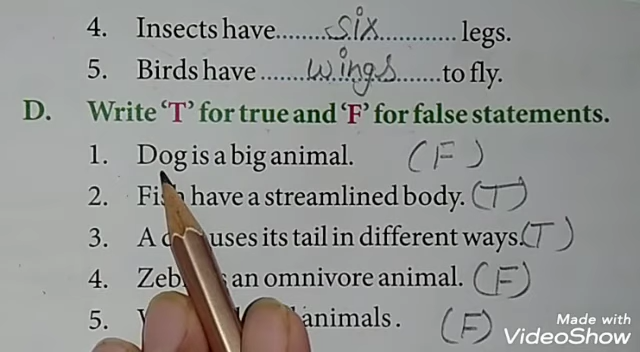 4. Insects have........six............ legs.
5. Birds have .......wings.......to fly.
D. Write 'T' for true and 'F' for false statements.
1. Dog is a big animal. (F)
2. Fish have a streamlined body. (T)
3. A uses its tail in different ways. (T)
4. an omnivore animal. (F)
5. animals. (F)
Made with
VideoShow